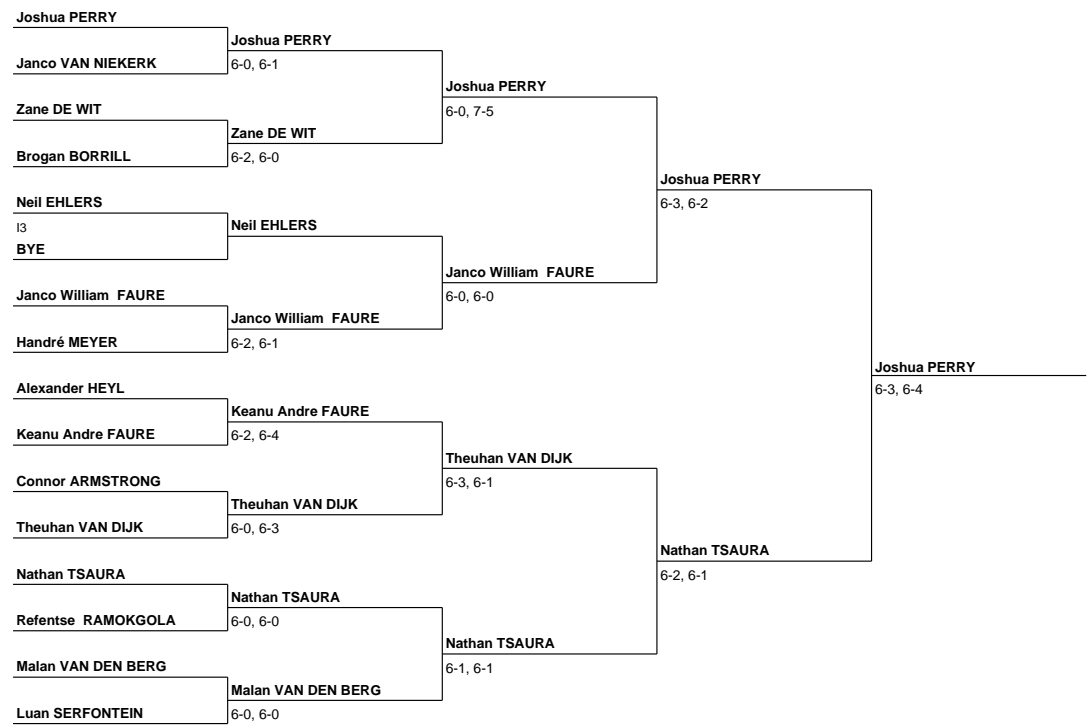 Joshua PERRY
Janco VAN NIEKERK
Zane DE WIT
Brogan BORRILL
Neil EHLERS
I3
BYE
Janco William  FAURE
Handré MEYER
Alexander HEYL
Keanu Andre FAURE
Connor ARMSTRONG
Theuhan VAN DIJK
Nathan TSAURA
Refentse  RAMOKGOLA
Malan VAN DEN BERG
Luan SERFONTEIN
Joshua PERRY
6-0, 6-1
Zane DE WIT
6-2, 6-0
Neil EHLERS
Janco William  FAURE
6-2, 6-1
Keanu Andre FAURE
6-2, 6-4
Theuhan VAN DIJK
6-0, 6-3
Nathan TSAURA
6-0, 6-0
Malan VAN DEN BERG
6-0, 6-0
Joshua PERRY
6-0, 7-5
Janco William  FAURE
6-0, 6-0
Theuhan VAN DIJK
6-3, 6-1
Nathan TSAURA
6-1, 6-1
Joshua PERRY
6-3, 6-2
Nathan TSAURA
6-2, 6-1
Joshua PERRY
6-3, 6-4